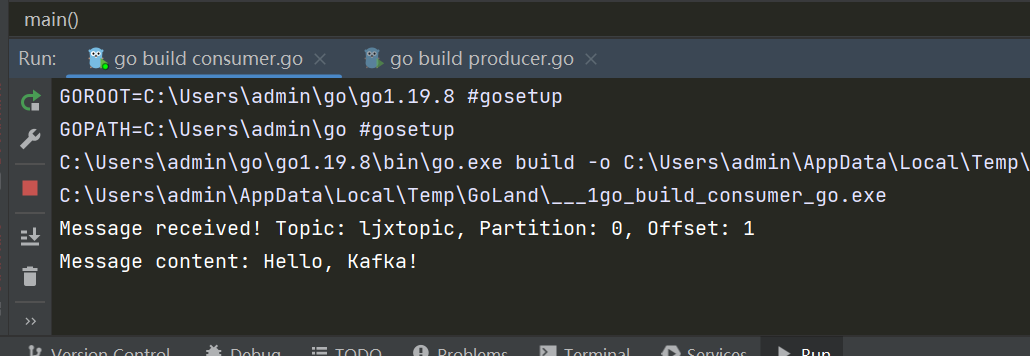 main()
Run: go build consumer.go × go build producer.go ×
GOROOT=C:\Users\admin\go\go1.19.8 #gosetup
GOPATH=C:\Users\admin\go #gosetup
C:\Users\admin\go\go1.19.8\bin\go.exe build -o C:\Users\admin\AppData\Local\Temp\
C:\Users\admin\AppData\Local\Temp\GoLand\___1go_build_consumer_go.exe
Message received! Topic: ljxtopic, Partition: 0, Offset: 1
Message content: Hello, Kafka!
Version Control Debug TODO Problems Terminal Services Run